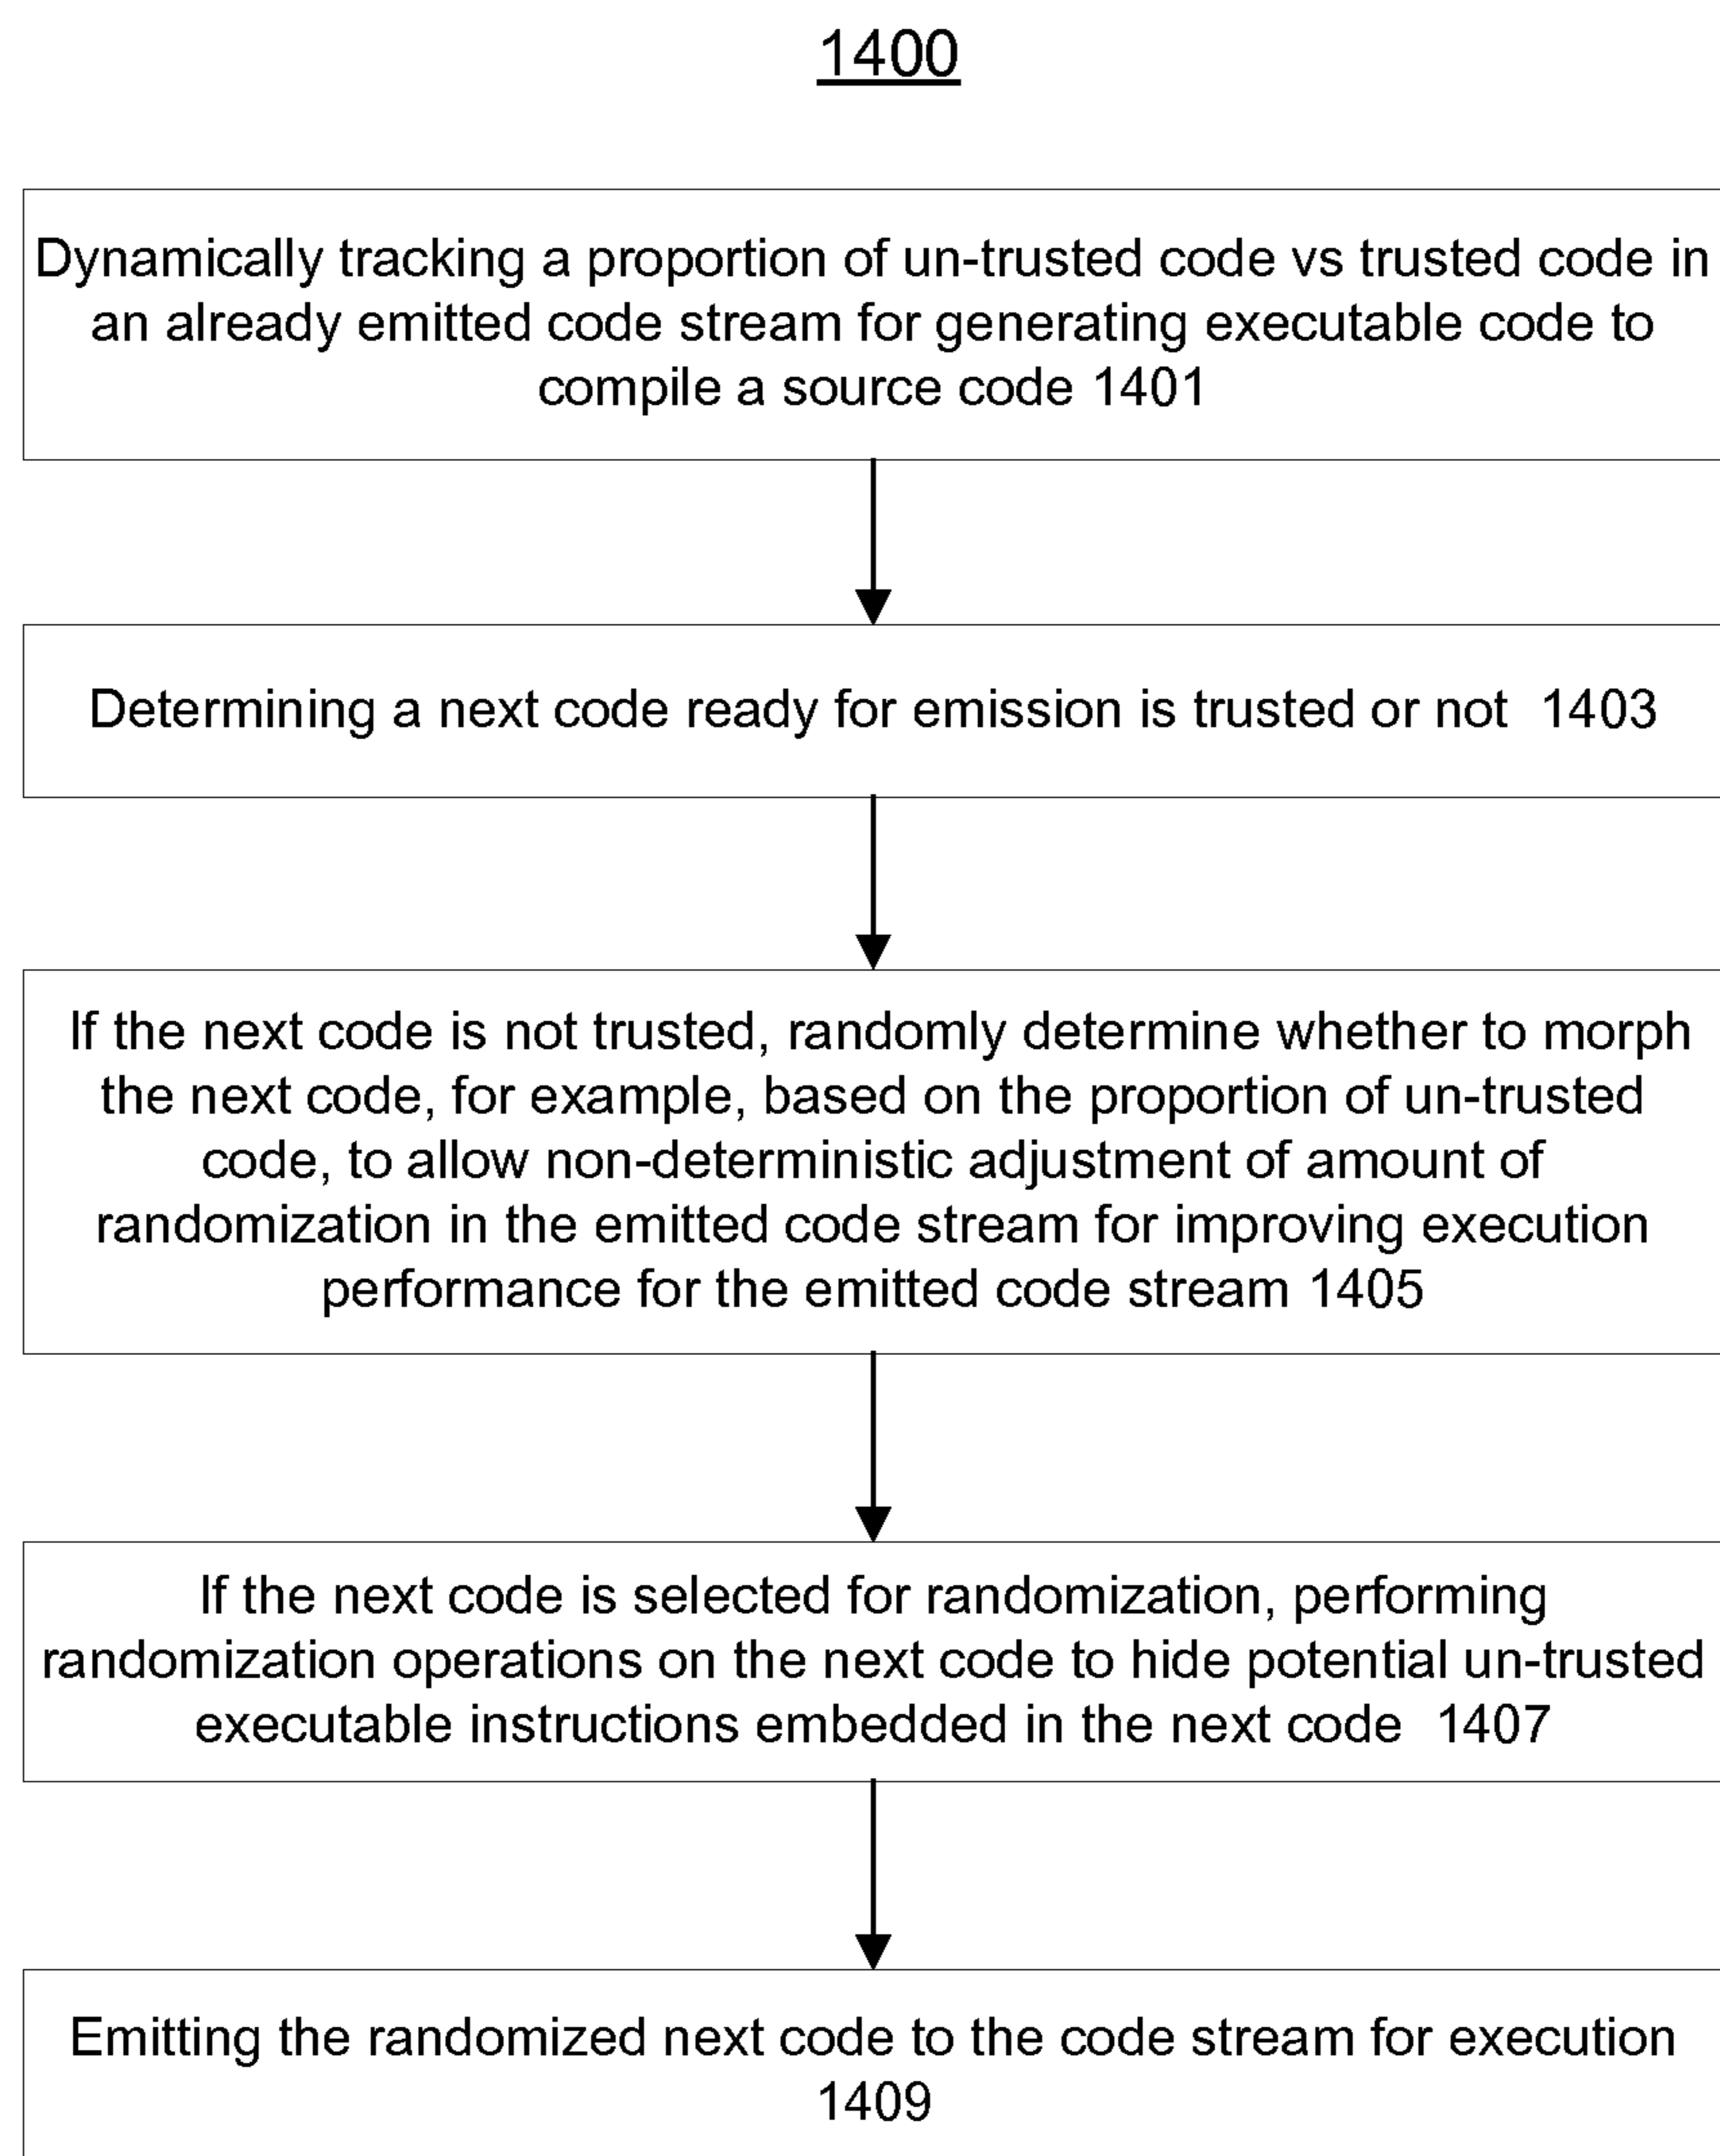 1400
Dynamically tracking a proportion of un-trusted code vs trusted code in
an already emitted code stream for generating executable code to
compile a source code 1401
Determining a next code ready for emission is trusted or not 1403
If the next code is not trusted, randomly determine whether to morph
the next code, for example, based on the proportion of un-trusted
code, to allow non-deterministic adjustment of amount of
randomization in the emitted code stream for improving execution
performance for the emitted code stream 1405
If the next code is selected for randomization, performing
randomization operations on the next code to hide potential un-trusted
executable instructions embedded in the next code 1407
Emitting the randomized next code to the code stream for execution
1409